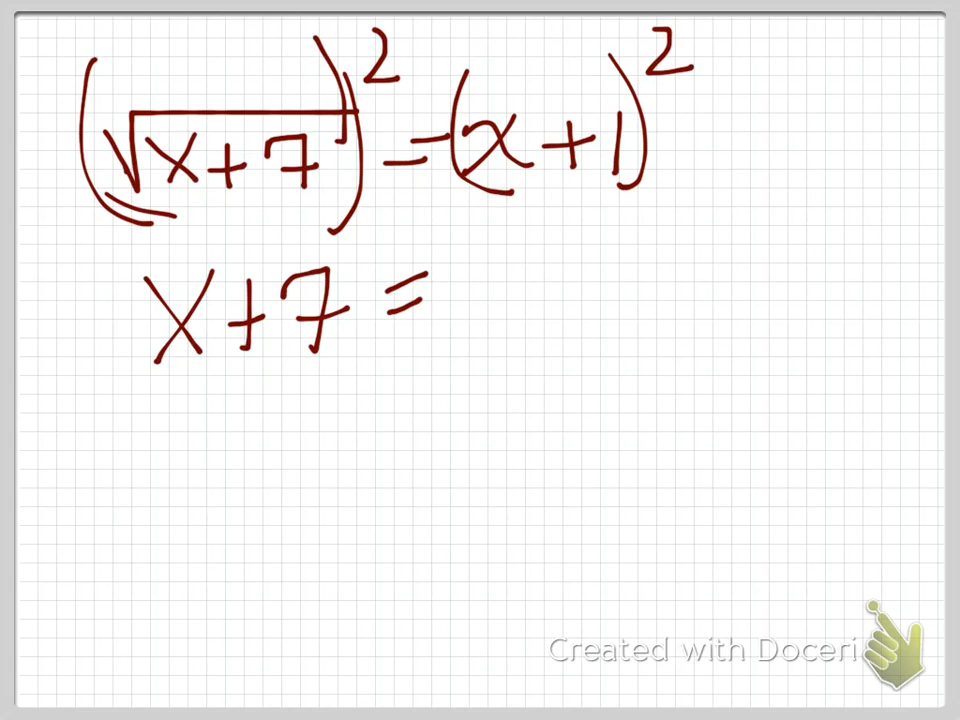 (√x+7)² = (x+1)²
x+7 =
Created with Doceri